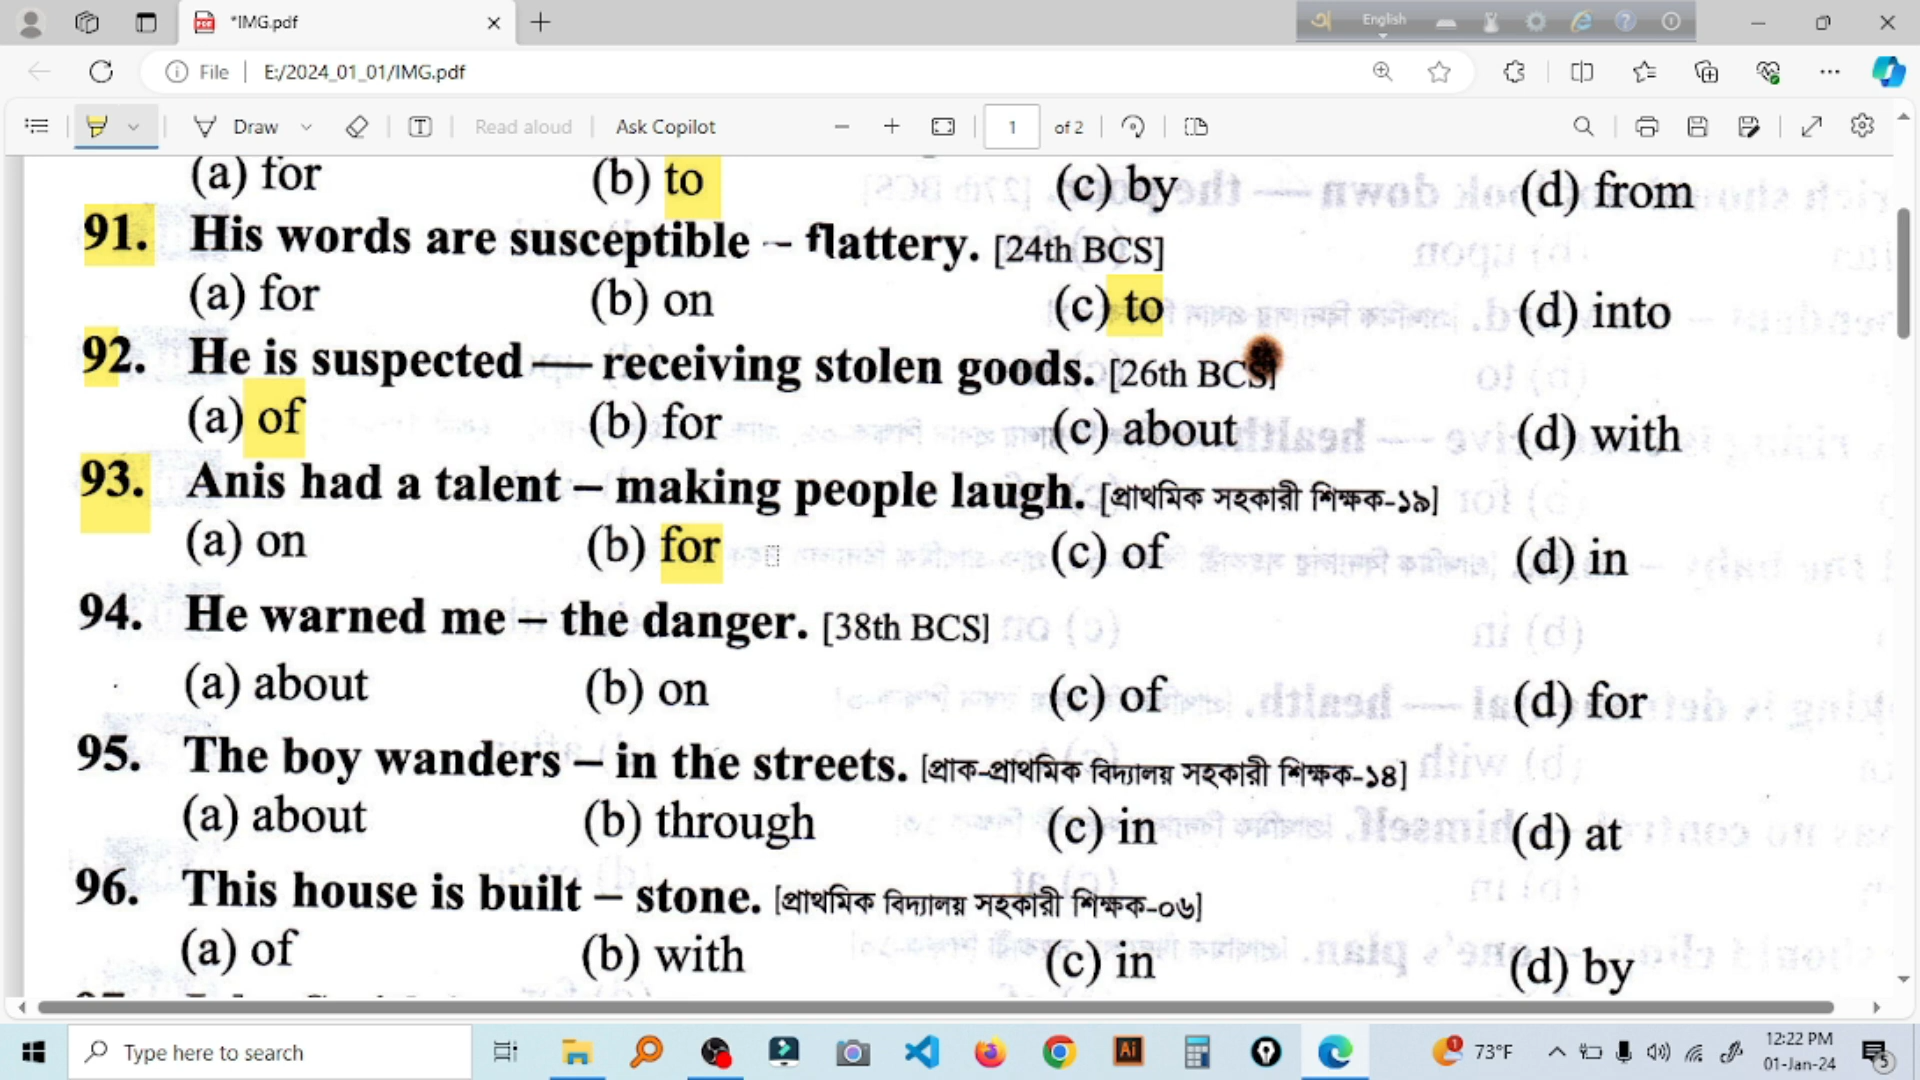 *IMG.pdf
English
File
E:/2024_01_01/IMG.pdf
Draw
Read aloud
Ask Copilot
1
of 2
(a) for (b) to (c) by (d) from
91. His words are susceptible – flattery. [24th BCS]
(a) for (b) on (c) to (d) into
92. He is suspected — receiving stolen goods. [26th BCS]
(a) of (b) for (c) about (d) with
93. Anis had a talent – making people laugh. [প্রাথমিক সহকারী শিক্ষক-১৯]
(a) on (b) for (c) of (d) in
94. He warned me – the danger. [38th BCS]
(a) about (b) on (c) of (d) for
95. The boy wanders – in the streets. [প্রাক-প্রাথমিক বিদ্যালয় সহকারী শিক্ষক-১৪]
(a) about (b) through (c) in (d) at
96. This house is built – stone. [প্রাথমিক বিদ্যালয় সহকারী শিক্ষক-০৬]
(a) of (b) with (c) in (d) by
Type here to search
Ai
1
73°F
12:22 PM
01-Jan-24
5